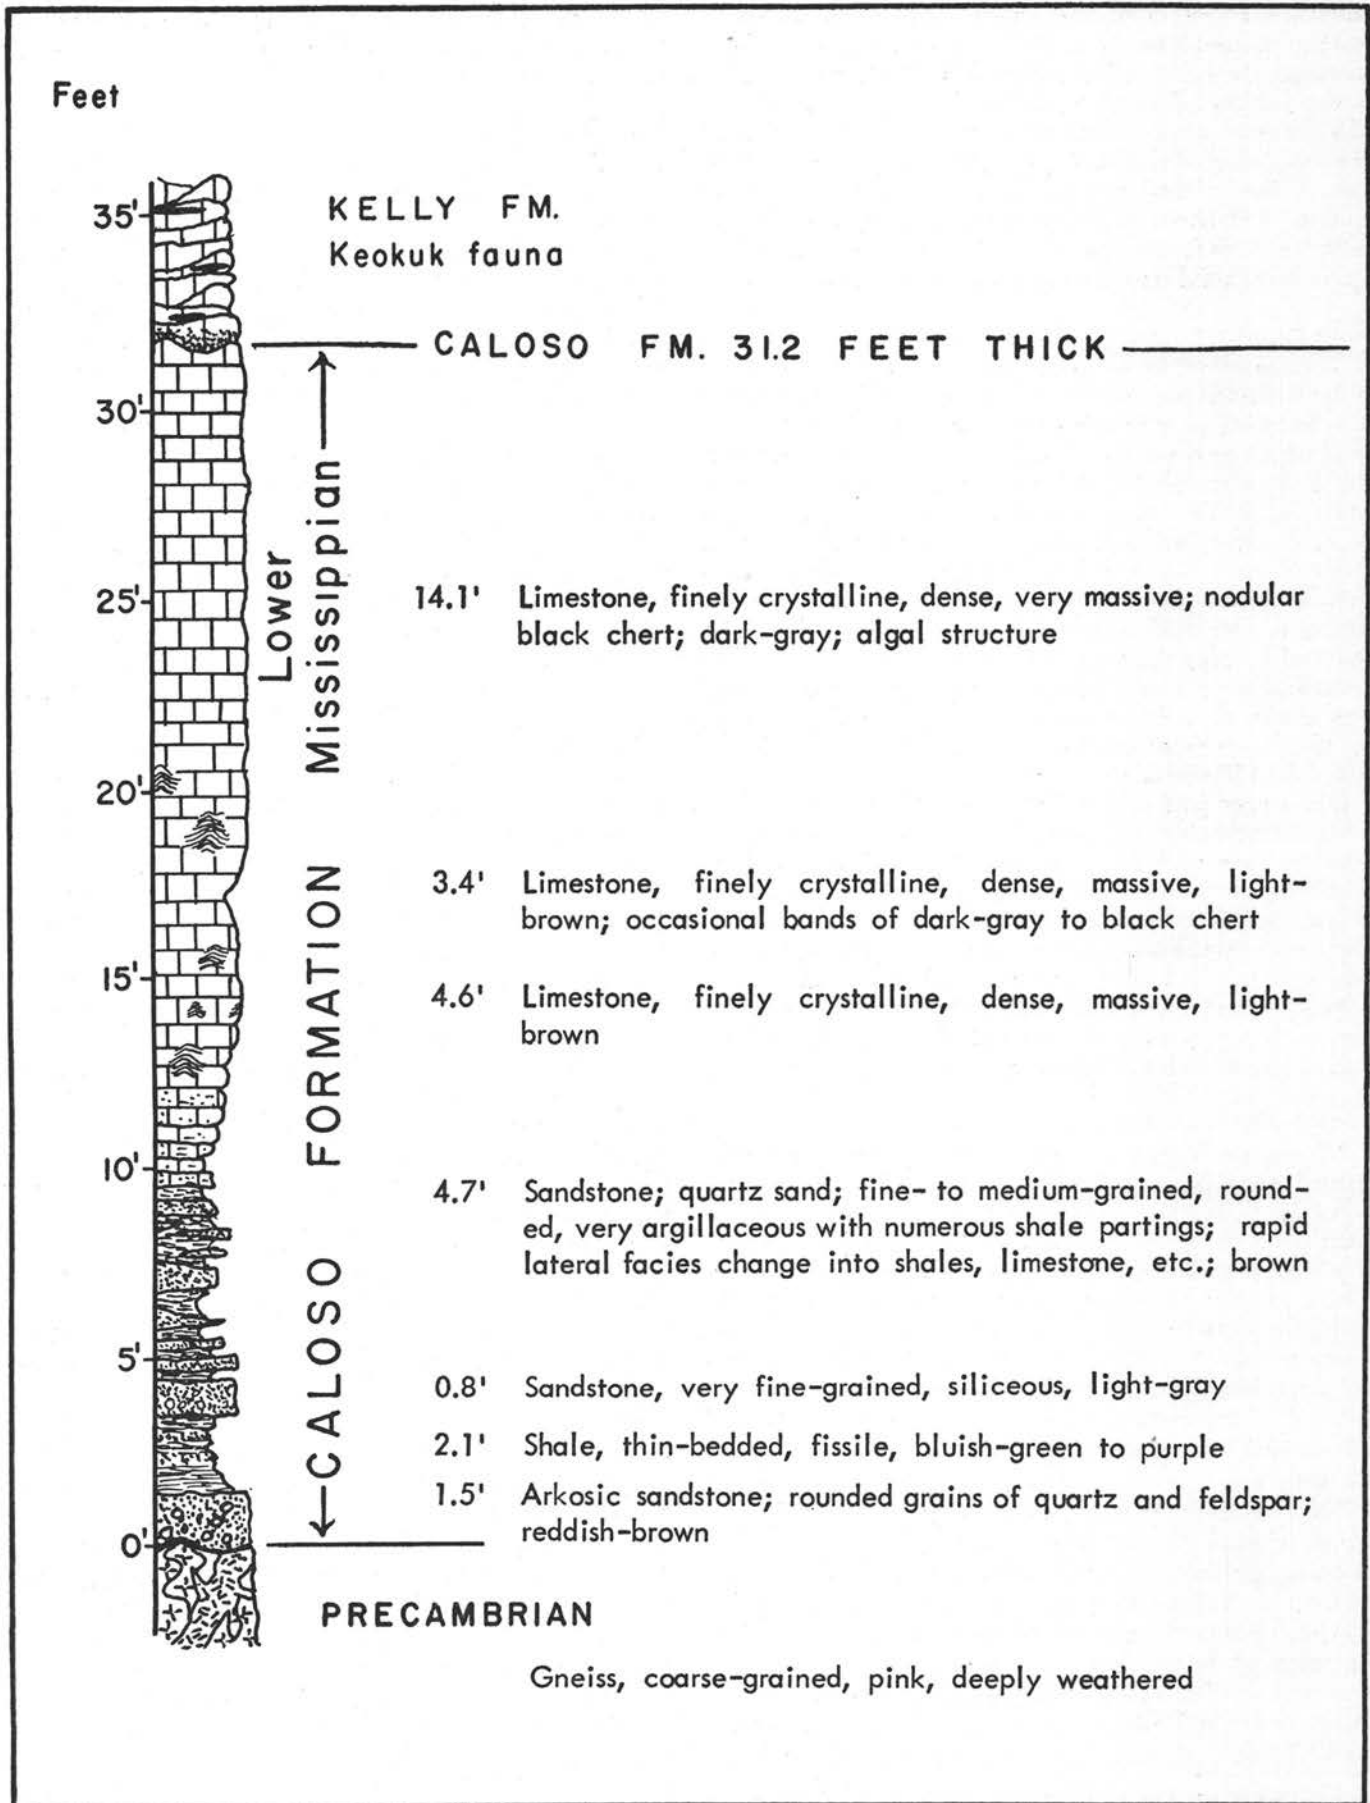 Feet
35'
KELLY FM.
Keokuk fauna
CALOSO FM. 31.2 FEET THICK
30'
Lower
Mississippian
25'
14.1' Limestone, finely crystalline, dense, very massive; nodular
black chert; dark-gray; algal structure
20'
CALOSO FORMATION
3.4' Limestone, finely crystalline, dense, massive, light-
brown; occasional bands of dark-gray to black chert
15'
4.6' Limestone, finely crystalline, dense, massive, light-
brown
10'
4.7' Sandstone; quartz sand; fine- to medium-grained, round-
ed, very argillaceous with numerous shale partings; rapid
lateral facies change into shales, limestone, etc.; brown
5'
0.8' Sandstone, very fine-grained, siliceous, light-gray
2.1' Shale, thin-bedded, fissile, bluish-green to purple
1.5' Arkosic sandstone; rounded grains of quartz and feldspar;
reddish-brown
0'
PRECAMBRIAN
Gneiss, coarse-grained, pink, deeply weathered